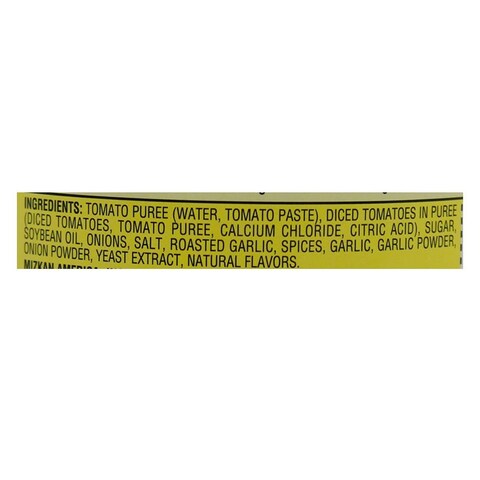 INGREDIENTS: TOMATO PUREE (WATER, TOMATO PASTE), DICED TOMATOES IN PUREE
(DICED TOMATOES, TOMATO PUREE, CALCIUM CHLORIDE, CITRIC ACID), SUGAR,
SOYBEAN OIL, ONIONS, SALT, ROASTED GARLIC, SPICES, GARLIC, GARLIC POWDER,
ONION POWDER, YEAST EXTRACT, NATURAL FLAVORS.
MIZKAN AMERICA,